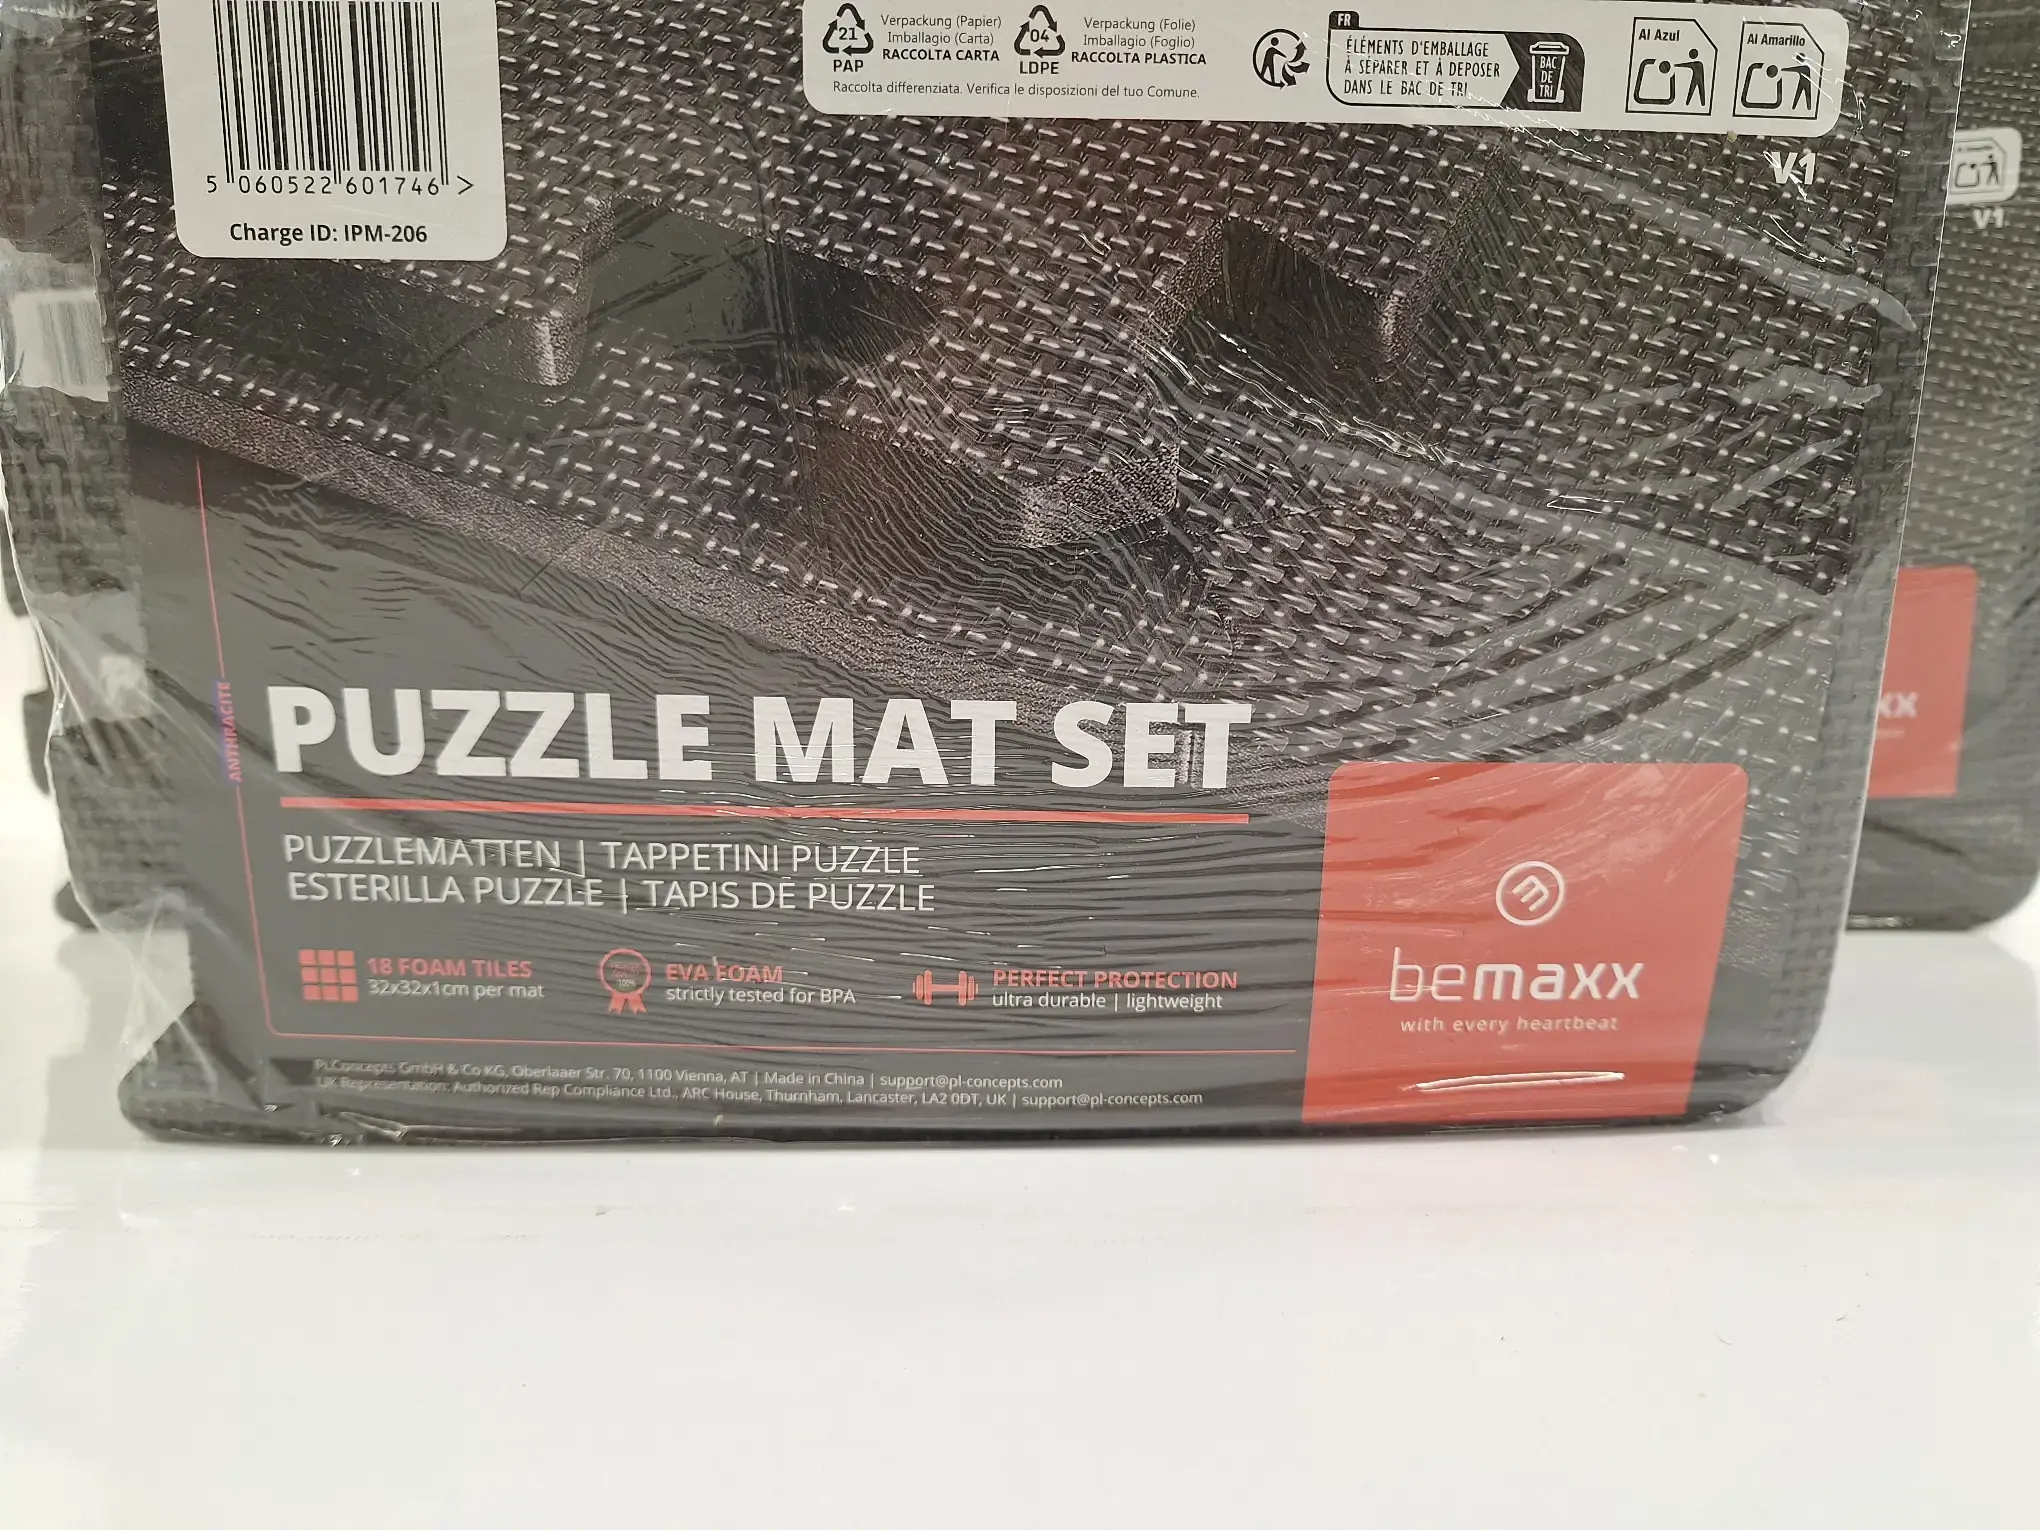 5 060522 601746 >
Charge ID: IPM-206
21
PAP
Verpackung (Papier)
Imballagio (Carta)
RACCOLTA CARTA
04
LDPE
Verpackung (Folie)
Imballagio (Foglio)
RACCOLTA PLASTICA
Raccolta differenziata. Verifica le disposizioni del tuo Comune.
FR
ÉLÉMENTS D'EMBALLAGE
À SÉPARER ET À DÉPOSER
DANS LE BAC DE TRI
BAC
DE
TRI
Al Azul
Al Amarillo
V1
V1
ANTHRACITE
PUZZLE MAT SET
PUZZLEMATTEN | TAPPETINI PUZZLE
ESTERILLA PUZZLE | TAPIS DE PUZZLE
18 FOAM TILES
32x32x1cm per mat
100%
EVA FOAM
strictly tested for BPA
PERFECT PROTECTION
ultra durable | lightweight
bemaxx
with every heartbeat
xx
PLConcepts GmbH & Co KG, Oberlaaer Str. 70, 1100 Vienna, AT | Made in China | support@pl-concepts.com
UK Representation: Authorized Rep Compliance Ltd., ARC House, Thurnham, Lancaster, LA2 0DT, UK | support@pl-concepts.com